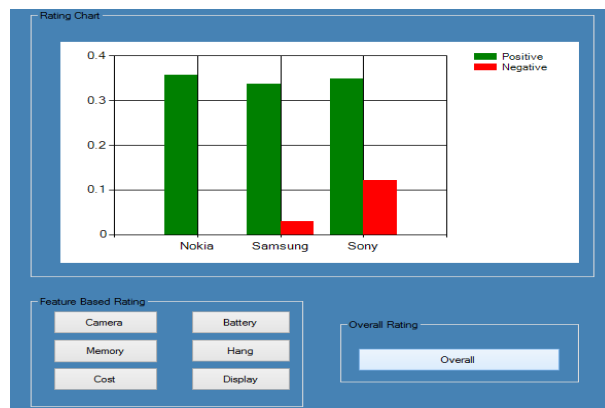 Rating Chart
0.4
0.3
0.2
0.1
0
Nokia Samsung Sony
Positive
Negative
Feature Based Rating
Camera Battery
Memory Hang
Cost Display
Overall Rating
Overall